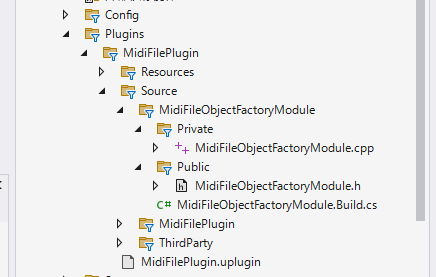 Config
Plugins
MidiFilePlugin
Resources
Source
MidiFileObjectFactoryModule
Private
MidiFileObjectFactoryModule.cpp
Public
MidiFileObjectFactoryModule.h
C# MidiFileObjectFactoryModule.Build.cs
MidiFilePlugin
ThirdParty
MidiFilePlugin.uplugin